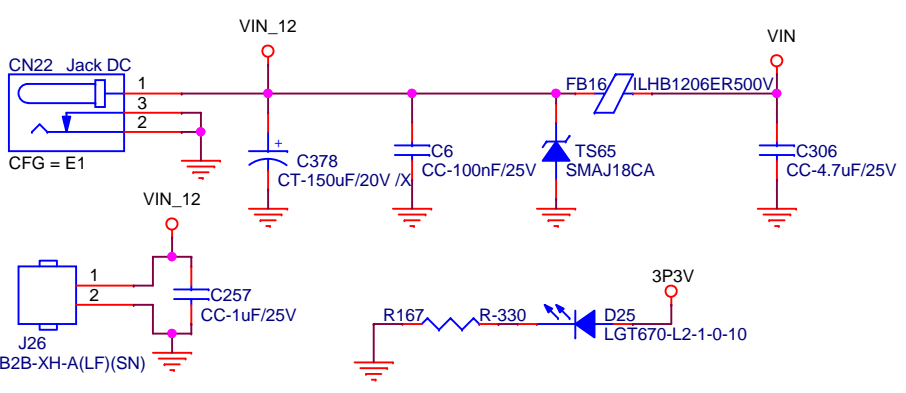 VIN_12
VIN
CN22 Jack DC
1
3
2
CFG = E1
FB16 ILHB1206ER500V
+
C378
CT-150uF/20V /X
C6
CC-100nF/25V
TS65
SMAJ18CA
C306
CC-4.7uF/25V
VIN_12
1
2
C257
CC-1uF/25V
J26
B2B-XH-A(LF)(SN)
3P3V
R167 R-330 D25
LGT670-L2-1-0-10